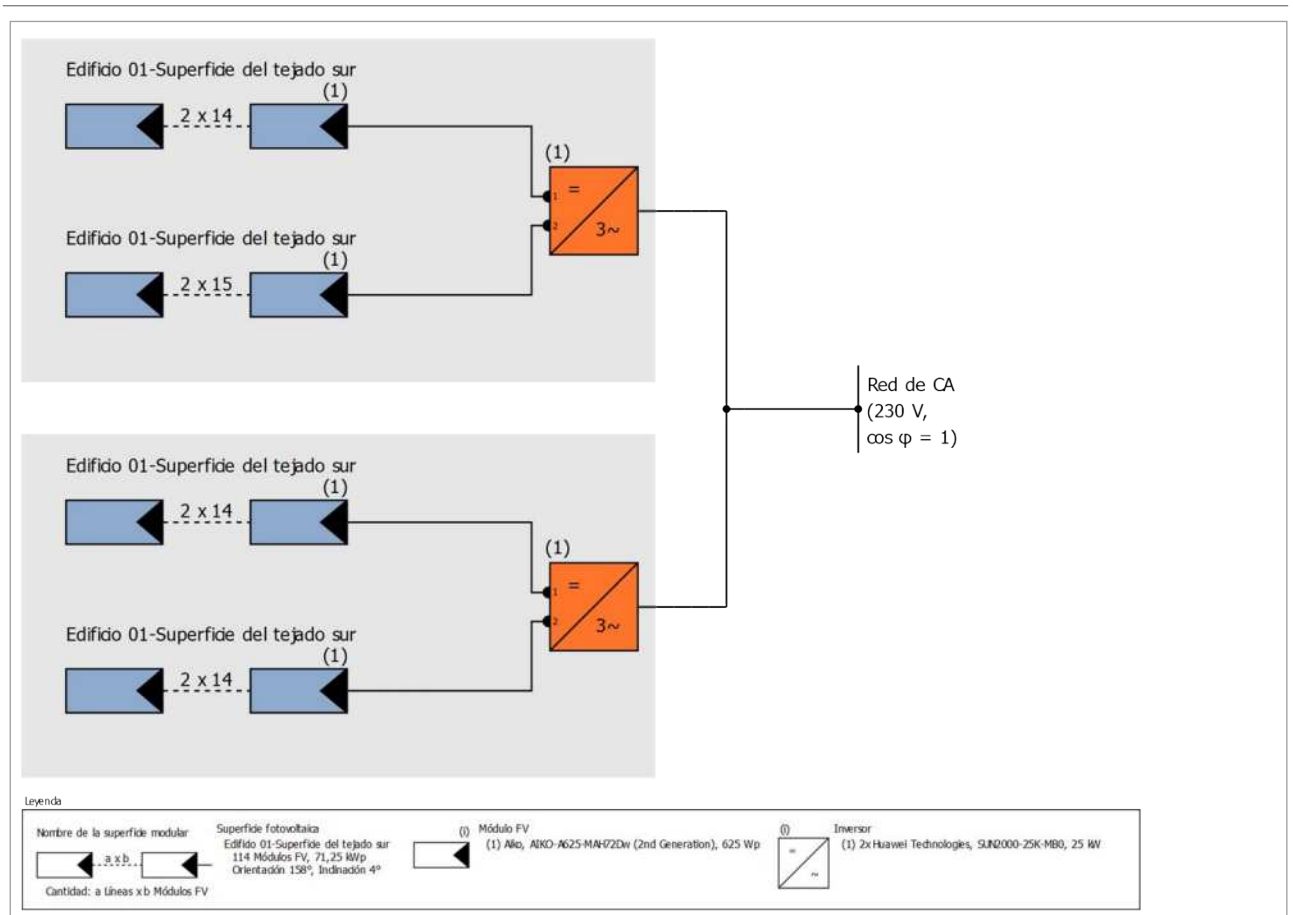 Edificio 01-Superficie del tejado sur
(1)
2 x 14
(1)
=
1
2
3~
Edificio 01-Superficie del tejado sur
(1)
2 x 15
Red de CA
(230 V,
cos φ = 1)
Edificio 01-Superficie del tejado sur
(1)
2 x 14
(1)
=
1
2
3~
Edificio 01-Superficie del tejado sur
(1)
2 x 14
Leyenda
Nombre de la superficie modular
a x b
Cantidad: a Líneas x b Módulos FV
Superficie fotovoltaica
Edificio 01-Superficie del tejado sur
114 Módulos FV, 71,25 kWp
Orientación 158°, Inclinación 4°
(i) Módulo FV
(1) Aiko, AIKO-A625-MAH72Dw (2nd Generation), 625 Wp
(i) Inversor
=
~
(1) 2x Huawei Technologies, SUN2000-25K-MB0, 25 kW